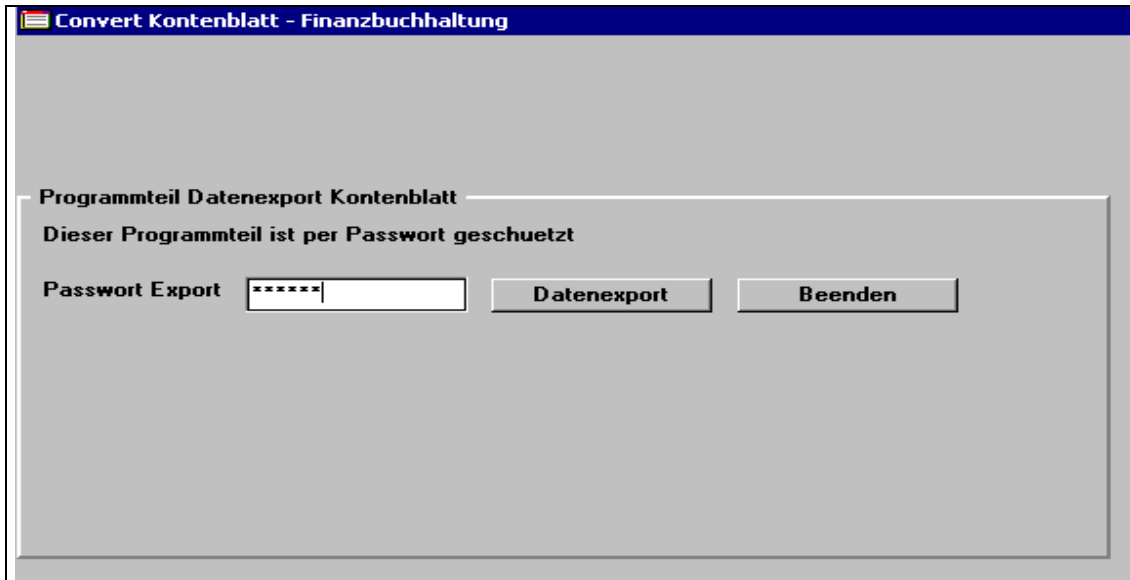 Convert Kontenblatt - Finanzbuchhaltung
Programmteil Datenexport Kontenblatt
Dieser Programmteil ist per Passwort geschuetzt
Passwort Export ****** Datenexport Beenden